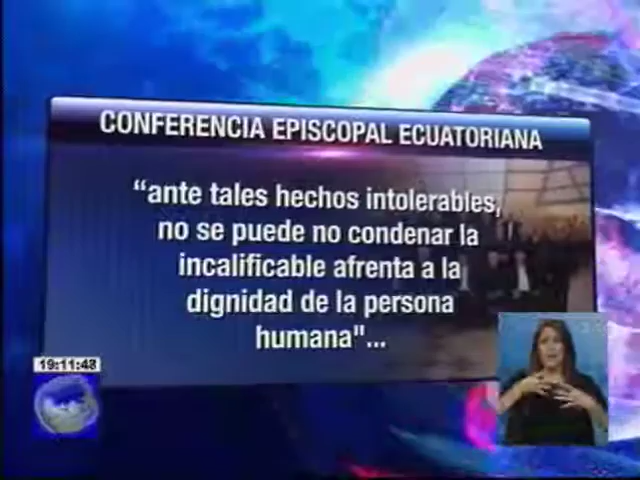 CONFERENCIA EPISCOPAL ECUATORIANA
“ante tales hechos intolerables,
no se puede no condenar la
incalificable afrenta a la
dignidad de la persona
humana"...
19:11:43